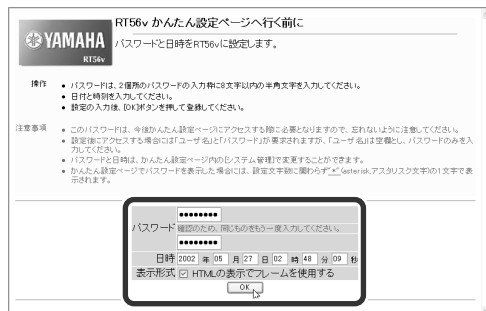 RT56v かんたん設定ページへ行く前に
YAMAHA
RT56v
パスワードと日時をRT56vに設定します。
操作
● パスワードは、2個所のパスワードの入力枠に8文字以内の半角文字を入力してください。
● 日付と時刻を入力してください。
● 設定の入力後、[OK]ボタンを押して登録してください。
注意事項
● このパスワードは、今後かんたん設定ページにアクセスする際に必要となりますので、忘れないように注意してください。
● 設定後にアクセスする場合には「ユーザ名」と「パスワード」が要求されますが、「ユーザ名」は空欄とし、パスワードのみを入
力してください。
● パスワードと日時は、かんたん設定ページ内の[システム管理]で変更することができます。
● かんたん設定ページでパスワードを表示した場合には、設定文字数に関わらず"*"(asterisk,アスタリスク文字)の1文字で表
示されます。
●●●●●●●●
パスワード 確認のため、同じものをもう一度入力してください。
●●●●●●●●
日時 2002 年 05 月 27 日 02 時 48 分 09 秒
表示形式 HTMLの表示でフレームを使用する
OK